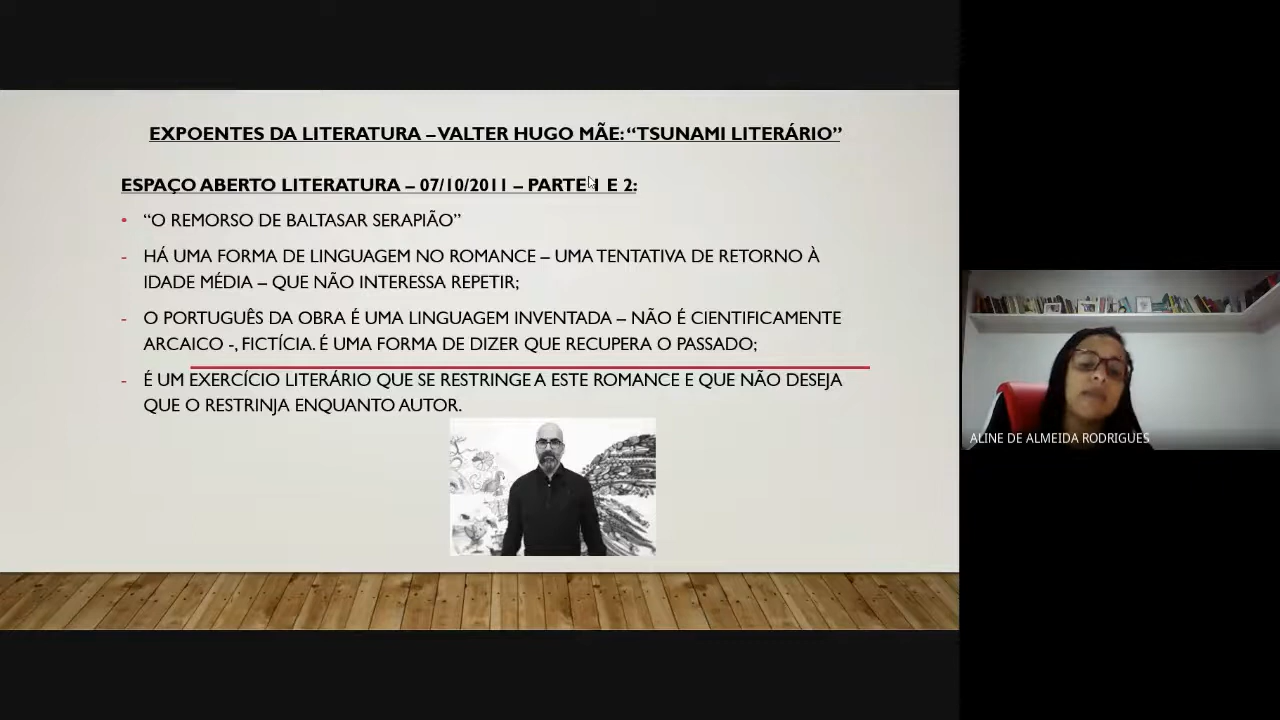 EXPOENTES DA LITERATURA – VALTER HUGO MÃE: “TSUNAMI LITERÁRIO”
ESPAÇO ABERTO LITERATURA – 07/10/2011 – PARTE 1 E 2:
• “O REMORSO DE BALTASAR SERAPIÃO”
- HÁ UMA FORMA DE LINGUAGEM NO ROMANCE – UMA TENTATIVA DE RETORNO À
IDADE MÉDIA – QUE NÃO INTERESSA REPETIR;
- O PORTUGUÊS DA OBRA É UMA LINGUAGEM INVENTADA – NÃO É CIENTIFICAMENTE
ARCAICO -, FICTÍCIA. É UMA FORMA DE DIZER QUE RECUPERA O PASSADO;
- É UM EXERCÍCIO LITERÁRIO QUE SE RESTRINGE A ESTE ROMANCE E QUE NÃO DESEJA
QUE O RESTRINJA ENQUANTO AUTOR.
ALINE DE ALMEIDA RODRIGUES